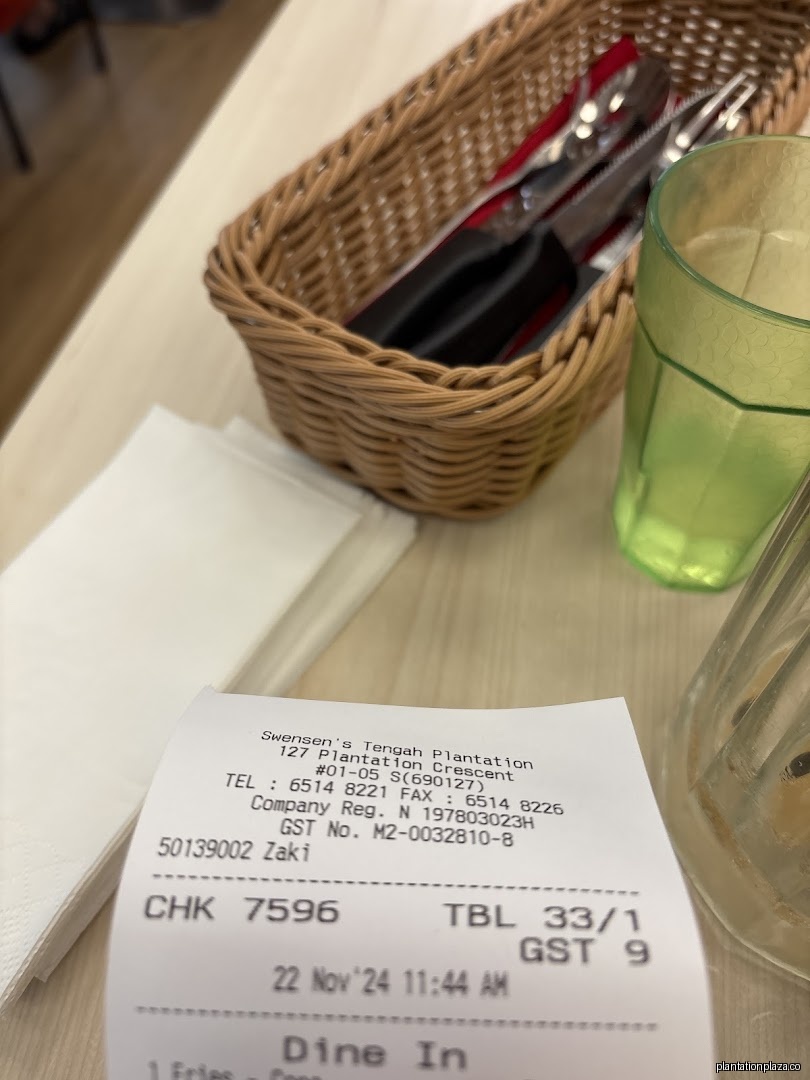 Swensen's Tengah Plantation
127 Plantation Crescent
#01-05 S(690127)
TEL : 6514 8221 FAX : 6514 8226
Company Reg. N 197803023H
GST No. M2-0032810-8
50139002 Zaki
CHK 7596 TBL 33/1
GST 9
22 Nov'24 11:44 AM
Dine In
1 Fries -
plantationplaza.co